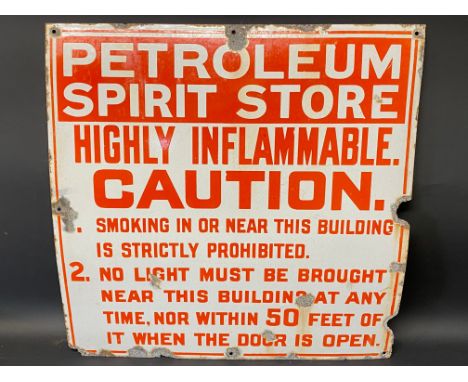 PETROLEUM
SPIRIT STORE
HIGHLY INFLAMMABLE.
CAUTION.
1. SMOKING IN OR NEAR THIS BUILDING
IS STRICTLY PROHIBITED.
2. NO LIGHT MUST BE BROUGHT
NEAR THIS BUILDING AT ANY
TIME, NOR WITHIN 50 FEET OF
IT WHEN THE DOOR IS OPEN.